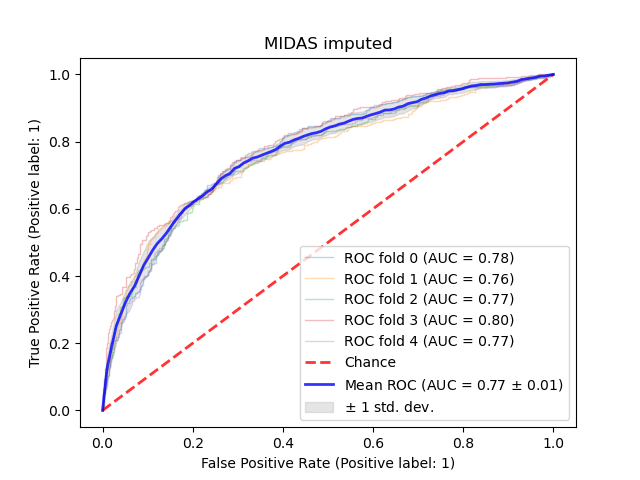 MIDAS imputed
1.0
0.8
0.6
0.4
0.2
0.0
True Positive Rate (Positive label: 1)
ROC fold 0 (AUC = 0.78)
ROC fold 1 (AUC = 0.76)
ROC fold 2 (AUC = 0.77)
ROC fold 3 (AUC = 0.80)
ROC fold 4 (AUC = 0.77)
Chance
Mean ROC (AUC = 0.77 ± 0.01)
± 1 std. dev.
0.0 0.2 0.4 0.6 0.8 1.0
False Positive Rate (Positive label: 1)